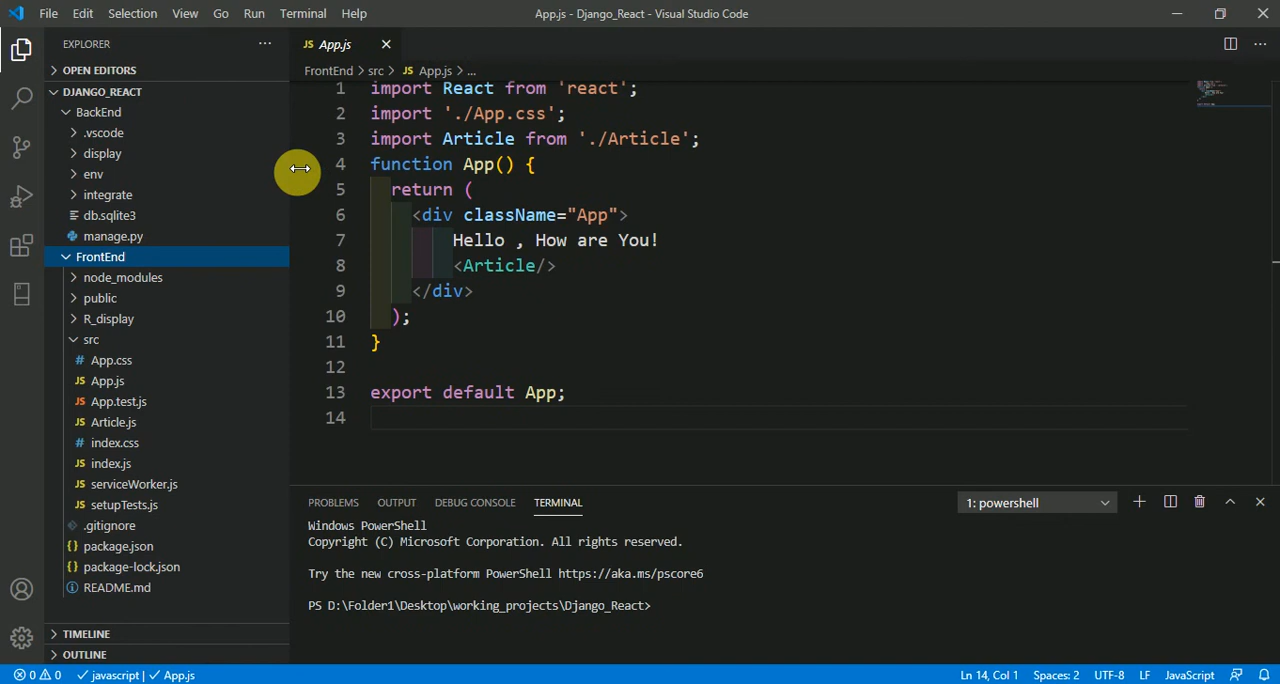 File Edit Selection View Go Run Terminal Help App.js - Django_React - Visual Studio Code
EXPLORER
OPEN EDITORS
DJANGO_REACT
BackEnd
.vscode
display
env
integrate
db.sqlite3
manage.py
FrontEnd
node_modules
public
R_display
src
App.css
App.js
App.test.js
Article.js
index.css
index.js
serviceWorker.js
setupTests.js
.gitignore
package.json
package-lock.json
README.md
TIMELINE
OUTLINE
JS App.js
FrontEnd > src > JS App.js > ...
1 import React from 'react';
2 import './App.css';
3 import Article from './Article';
4 function App() {
5 return (
6 <div className="App">
7 Hello , How are You!
8 <Article/>
9 </div>
10 );
11 }
12
13 export default App;
14
PROBLEMS OUTPUT DEBUG CONSOLE TERMINAL 1: powershell
Windows PowerShell
Copyright (C) Microsoft Corporation. All rights reserved.
Try the new cross-platform PowerShell https://aka.ms/pscore6
PS D:\Folder1\Desktop\working_projects\Django_React>
0 0 javascript | App.js Ln 14, Col 1 Spaces: 2 UTF-8 LF JavaScript